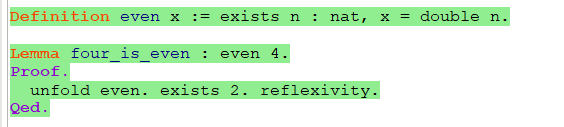 Definition even x := exists n : nat, x = double n.
Lemma four_is_even : even 4.
Proof.
unfold even. exists 2. reflexivity.
Qed.